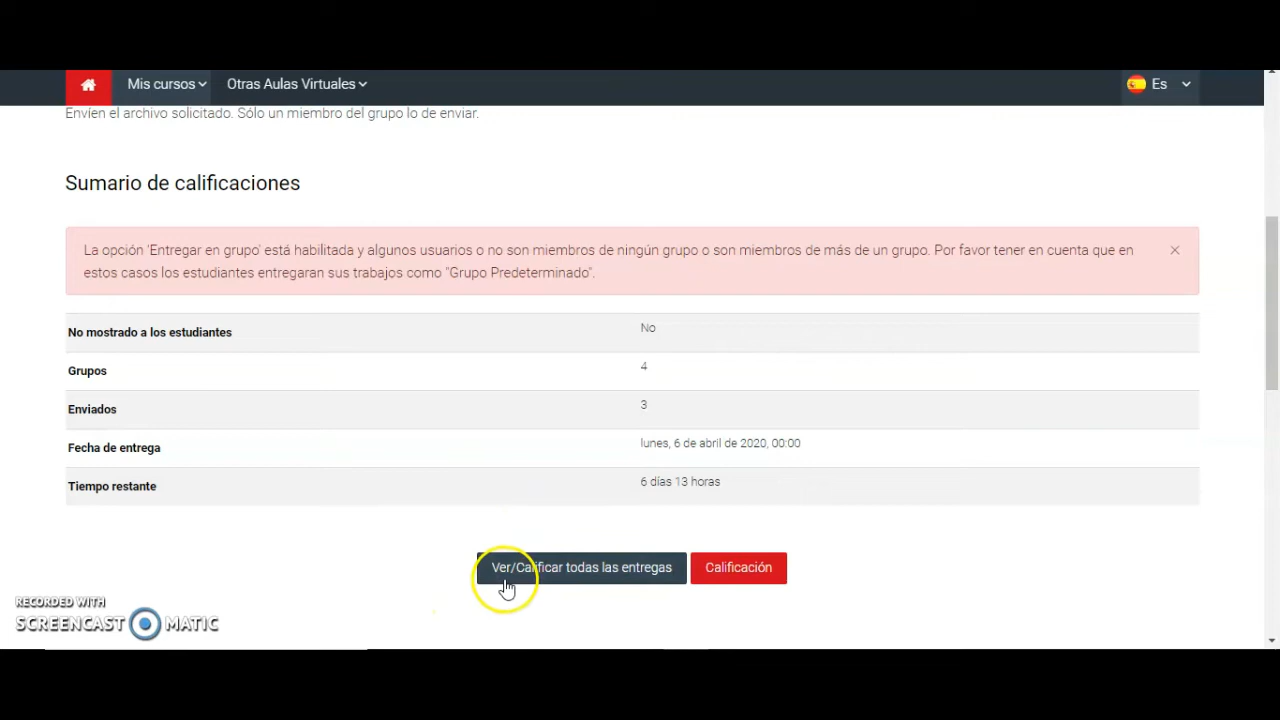 Mis cursos Otras Aulas Virtuales Es
Envíen el archivo solicitado. Sólo un miembro del grupo lo de enviar.
Sumario de calificaciones
La opción 'Entregar en grupo' está habilitada y algunos usuarios o no son miembros de ningún grupo o son miembros de más de un grupo. Por favor tener en cuenta que en
estos casos los estudiantes entregaran sus trabajos como "Grupo Predeterminado".
No mostrado a los estudiantes No
Grupos 4
Enviados 3
Fecha de entrega lunes, 6 de abril de 2020, 00:00
Tiempo restante 6 días 13 horas
Ver/Calificar todas las entregas Calificación
RECORDED WITH
SCREENCAST MATIC